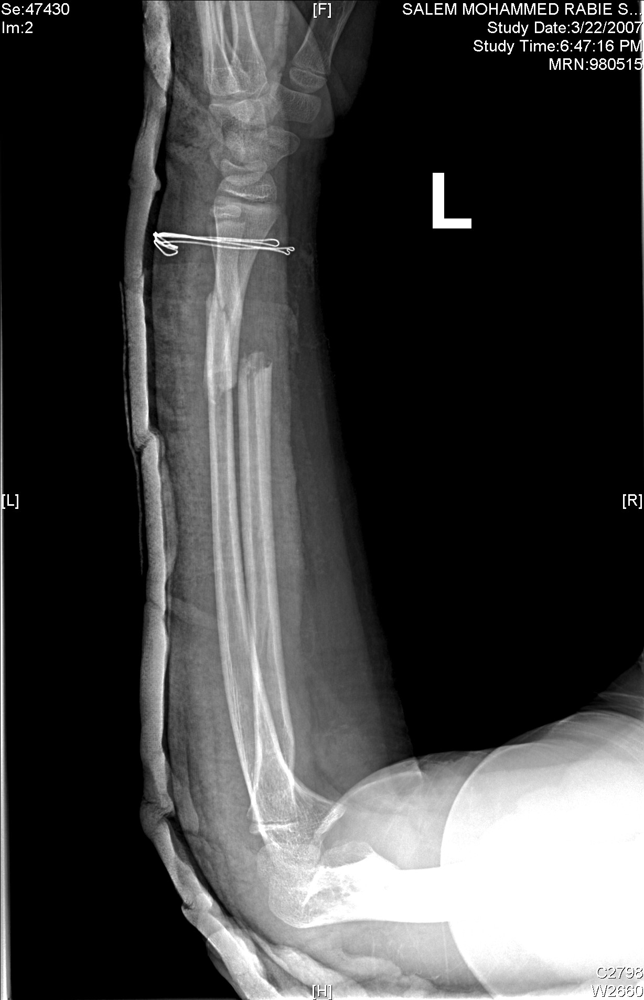 Se:47430
Im:2
[F]
SALEM MOHAMMED RABIE S...
Study Date:3/22/2007
Study Time:6:47:16 PM
MRN:980515
L
[L]
[R]
[H]
C2798
W2660